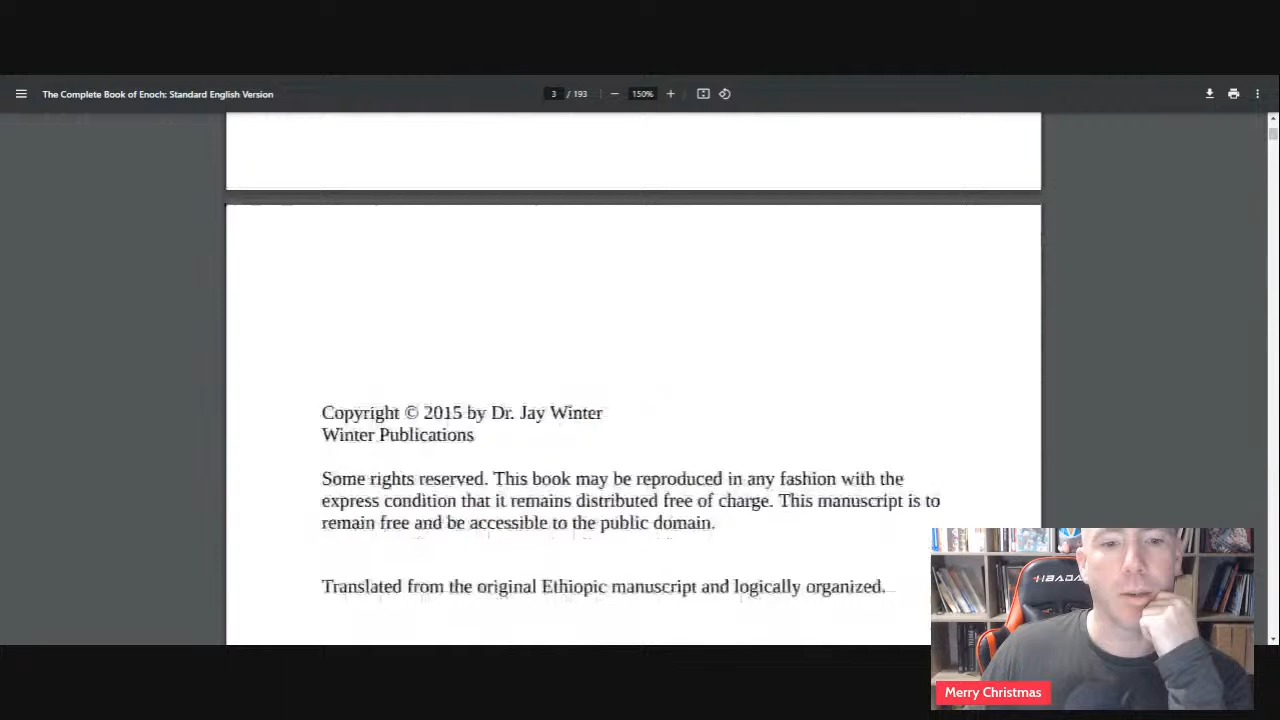 The Complete Book of Enoch: Standard English Version
3 / 193
150%
Copyright © 2015 by Dr. Jay Winter
Winter Publications
Some rights reserved. This book may be reproduced in any fashion with the
express condition that it remains distributed free of charge. This manuscript is to
remain free and be accessible to the public domain.
Translated from the original Ethiopic manuscript and logically organized.
HBADA
Merry Christmas